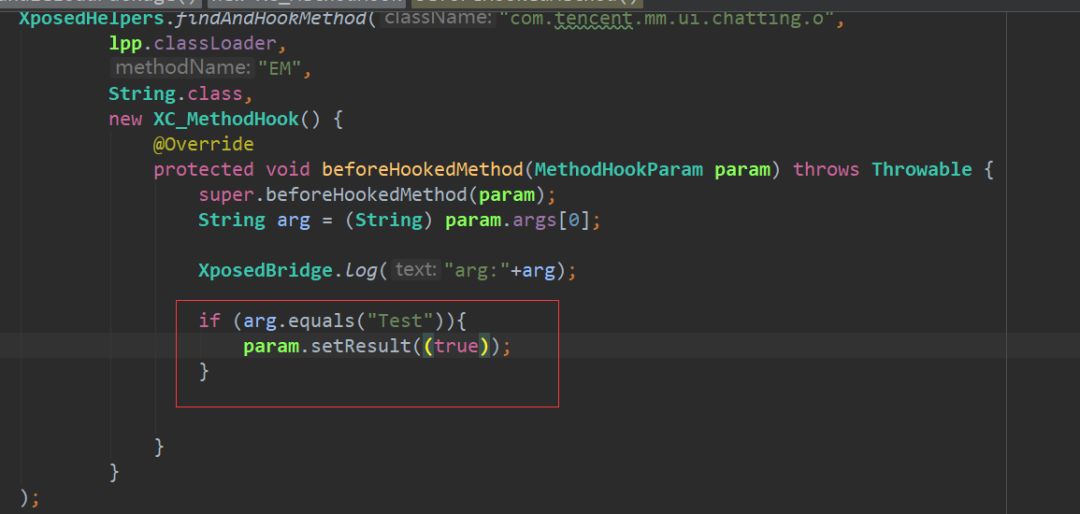 XposedHelpers.findAndHookMethod( className: "com.tencent.mm.ui.chatting.o",
lpp.classLoader,
methodName: "EM",
String.class,
new XC_MethodHook() {
@Override
protected void beforeHookedMethod(MethodHookParam param) throws Throwable {
super.beforeHookedMethod(param);
String arg = (String) param.args[0];
XposedBridge.log( text: "arg:"+arg);
if (arg.equals("Test")){
param.setResult((true));
}
}
}
);